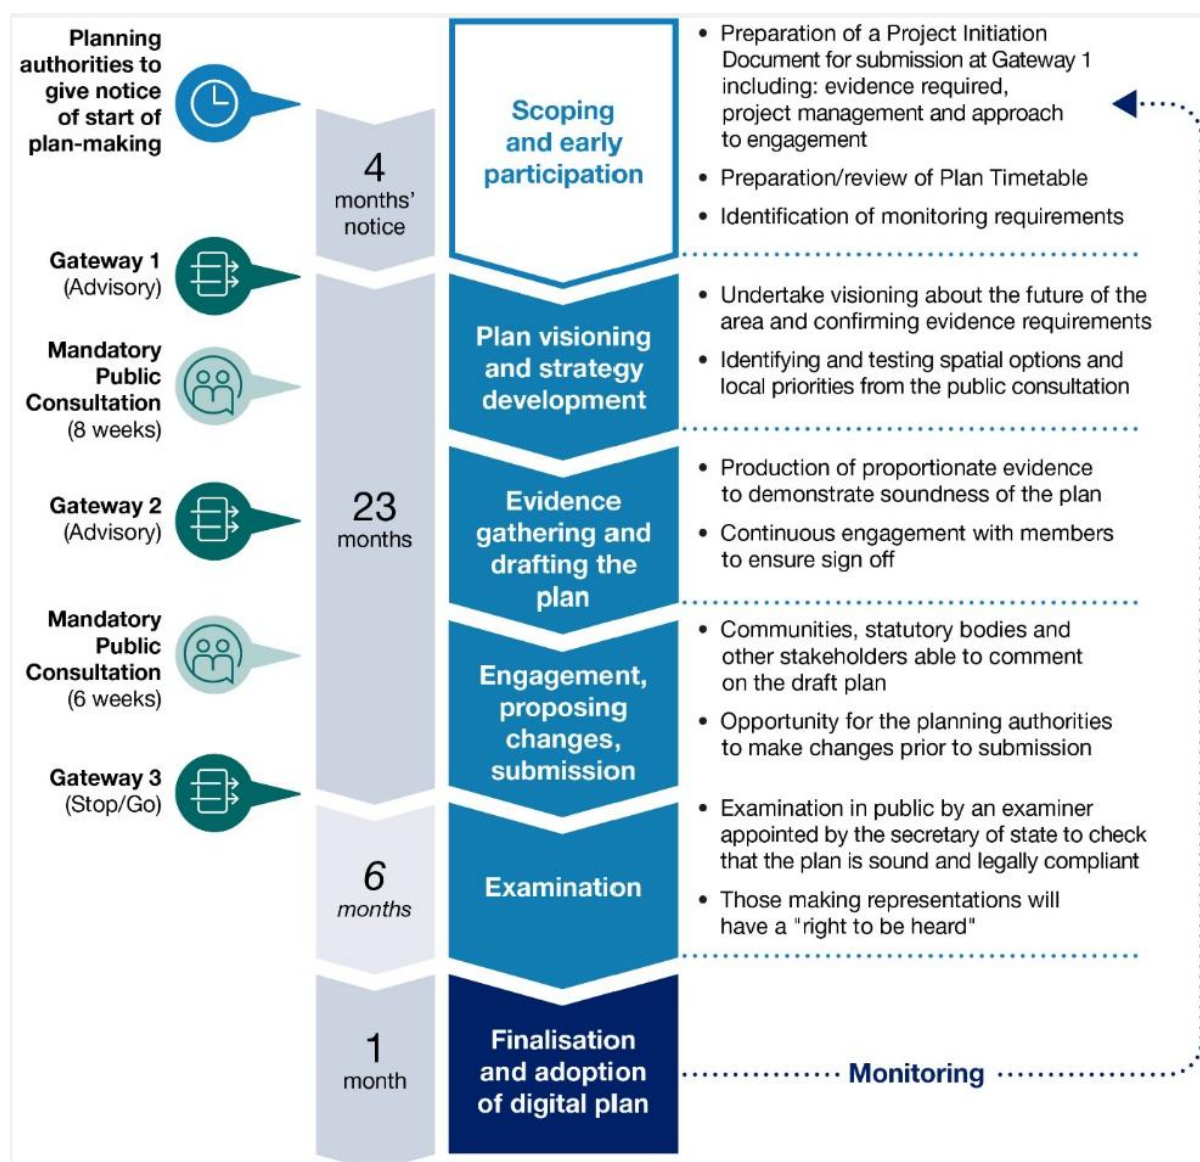 Planning
authorities to
give notice
of start of
plan-making
4
months'
notice
Scoping
and early
participation
• Preparation of a Project Initiation
Document for submission at Gateway 1
including: evidence required,
project management and approach
to engagement
• Preparation/review of Plan Timetable
• Identification of monitoring requirements
Gateway 1
(Advisory)
Mandatory
Public
Consultation
(8 weeks)
Gateway 2
(Advisory)
Mandatory
Public
Consultation
(6 weeks)
Gateway 3
(Stop/Go)
23
months
Plan visioning
and strategy
development
• Undertake visioning about the future of the
area and confirming evidence requirements
• Identifying and testing spatial options and
local priorities from the public consultation
Evidence
gathering and
drafting the
plan
• Production of proportionate evidence
to demonstrate soundness of the plan
• Continuous engagement with members
to ensure sign off
Engagement,
proposing
changes,
submission
• Communities, statutory bodies and
other stakeholders able to comment
on the draft plan
• Opportunity for the planning authorities
to make changes prior to submission
6
months
Examination
• Examination in public by an examiner
appointed by the secretary of state to check
that the plan is sound and legally compliant
• Those making representations will
have a "right to be heard"
1
month
Finalisation
and adoption
of digital plan
Monitoring